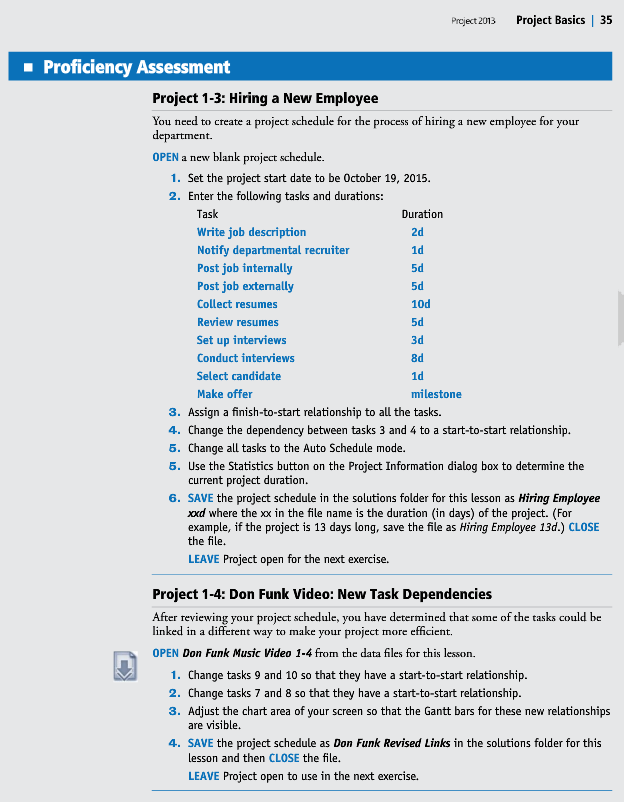 Project 2013 Project Basics | 35
■ Proficiency Assessment
Project 1-3: Hiring a New Employee
You need to create a project schedule for the process of hiring a new employee for your
department.
OPEN a new blank project schedule.
1. Set the project start date to be October 19, 2015.
2. Enter the following tasks and durations:
Task Duration
Write job description 2d
Notify departmental recruiter 1d
Post job internally 5d
Post job externally 5d
Collect resumes 10d
Review resumes 5d
Set up interviews 3d
Conduct interviews 8d
Select candidate 1d
Make offer milestone
3. Assign a finish-to-start relationship to all the tasks.
4. Change the dependency between tasks 3 and 4 to a start-to-start relationship.
5. Change all tasks to the Auto Schedule mode.
5. Use the Statistics button on the Project Information dialog box to determine the
current project duration.
6. SAVE the project schedule in the solutions folder for this lesson as Hiring Employee
xxd where the xx in the file name is the duration (in days) of the project. (For
example, if the project is 13 days long, save the file as Hiring Employee 13d.) CLOSE
the file.
LEAVE Project open for the next exercise.
Project 1-4: Don Funk Video: New Task Dependencies
After reviewing your project schedule, you have determined that some of the tasks could be
linked in a different way to make your project more efficient.
OPEN Don Funk Music Video 1-4 from the data files for this lesson.
1. Change tasks 9 and 10 so that they have a start-to-start relationship.
2. Change tasks 7 and 8 so that they have a start-to-start relationship.
3. Adjust the chart area of your screen so that the Gantt bars for these new relationships
are visible.
4. SAVE the project schedule as Don Funk Revised Links in the solutions folder for this
lesson and then CLOSE the file.
LEAVE Project open to use in the next exercise.